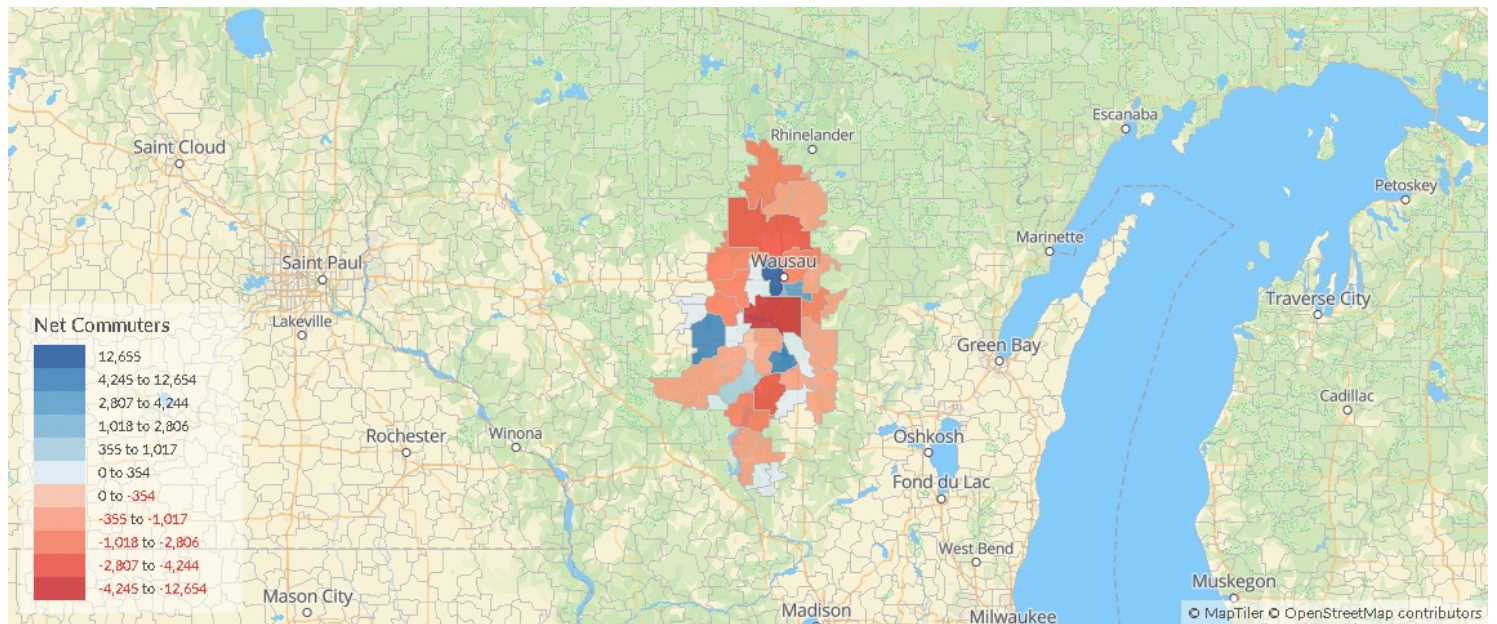 Rhinelander
Escanaba
Saint Cloud
Petoskey
Marinette
Wausau
Saint Paul
Traverse City
Lakeville
Green Bay
Cadillac
Rochester
Winona
Oshkosh
Fond du Lac
West Bend
Muskegon
Mason City
Madison
Milwaukee
Net Commuters
12,655
4,245 to 12,654
2,807 to 4,244
1,018 to 2,806
355 to 1,017
0 to 354
0 to -354
-355 to -1,017
-1,018 to -2,806
-2,807 to -4,244
-4,245 to -12,654
© MapTiler © OpenStreetMap contributors